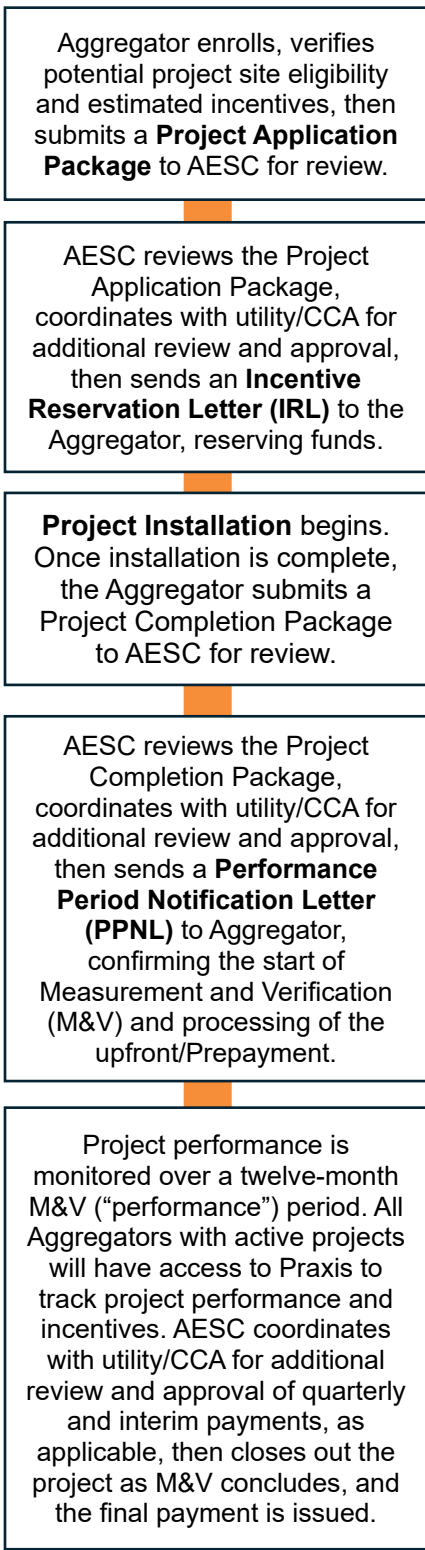 Aggregator enrolls, verifies
potential project site eligibility
and estimated incentives, then
submits a Project Application
Package to AESC for review.
AESC reviews the Project
Application Package,
coordinates with utility/CCA for
additional review and approval,
then sends an Incentive
Reservation Letter (IRL) to the
Aggregator, reserving funds.
Project Installation begins.
Once installation is complete,
the Aggregator submits a
Project Completion Package
to AESC for review.
AESC reviews the Project
Completion Package,
coordinates with utility/CCA for
additional review and approval,
then sends a Performance
Period Notification Letter
(PPNL) to Aggregator,
confirming the start of
Measurement and Verification
(M&V) and processing of the
upfront/Prepayment.
Project performance is
monitored over a twelve-month
M&V (“performance”) period. All
Aggregators with active projects
will have access to Praxis to
track project performance and
incentives. AESC coordinates
with utility/CCA for additional
review and approval of quarterly
and interim payments, as
applicable, then closes out the
project as M&V concludes, and
the final payment is issued.